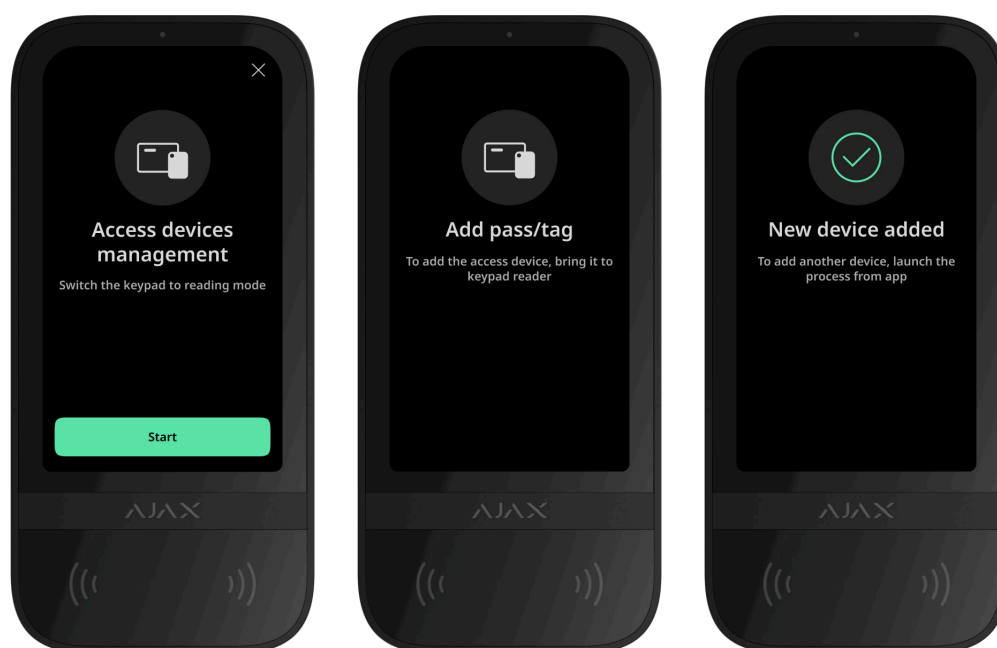 Access devices
management
Switch the keypad to reading mode
Start
AJAX
Add pass/tag
To add the access device, bring it to
keypad reader
AJAX
New device added
To add another device, launch the
process from app
AJAX